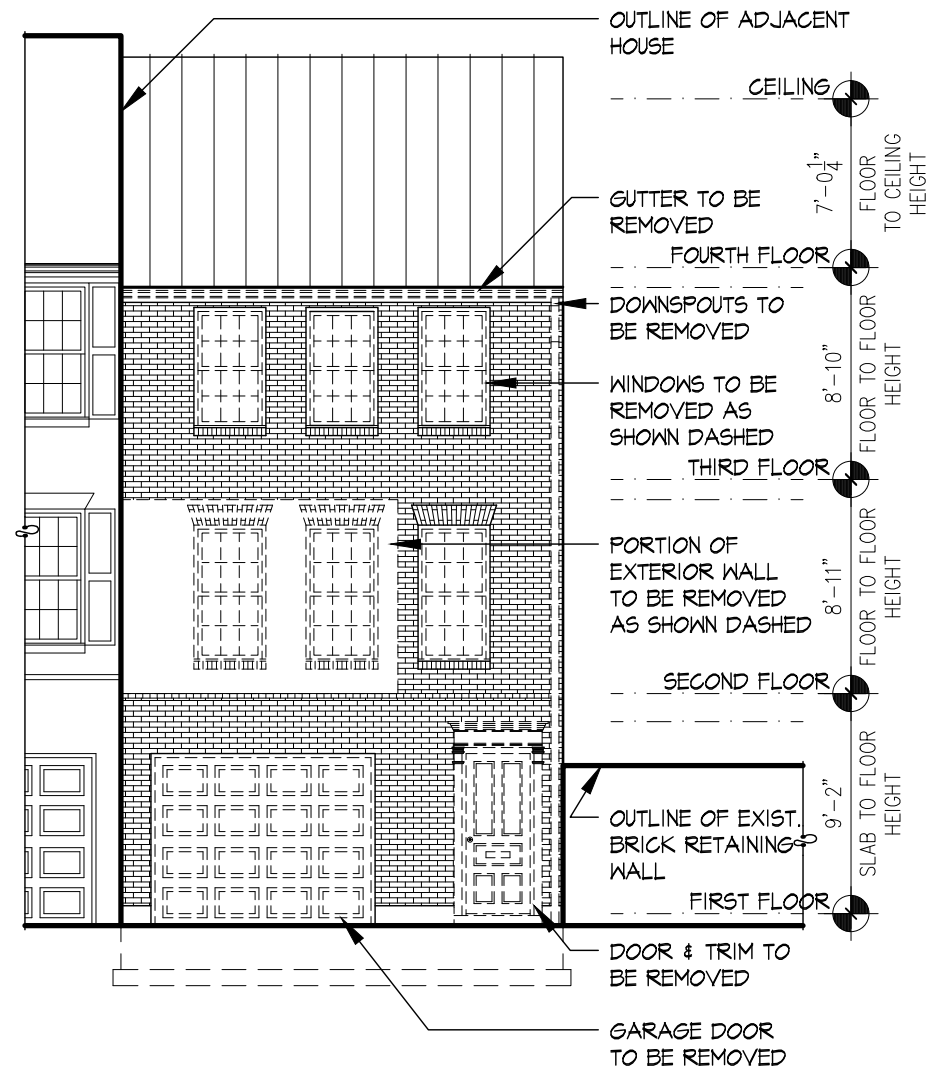 OUTLINE OF ADJACENT
HOUSE
CEILING
7'-0 1/4"
FLOOR
TO CEILING
HEIGHT
GUTTER TO BE
REMOVED
FOURTH FLOOR
DOWNSPOUTS TO
BE REMOVED
8'-10"
FLOOR TO FLOOR
HEIGHT
WINDOWS TO BE
REMOVED AS
SHOWN DASHED
THIRD FLOOR
PORTION OF
EXTERIOR WALL
TO BE REMOVED
AS SHOWN DASHED
8'-11"
FLOOR TO FLOOR
HEIGHT
SECOND FLOOR
9'-2"
SLAB TO FLOOR
HEIGHT
OUTLINE OF EXIST.
BRICK RETAINING
WALL
FIRST FLOOR
DOOR & TRIM TO
BE REMOVED
GARAGE DOOR
TO BE REMOVED